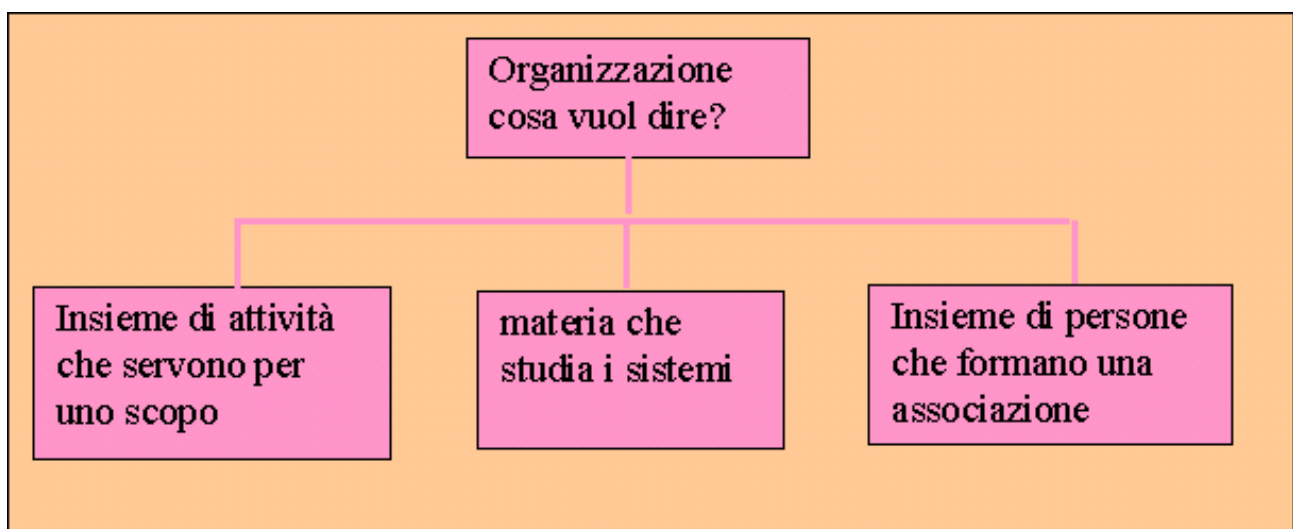 Organizzazione
cosa vuol dire?
Insieme di attività
che servono per
uno scopo
materia che
studia i sistemi
Insieme di persone
che formano una
associazione